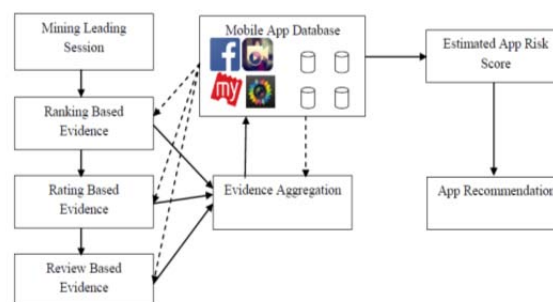 Mining Leading
Session
Ranking Based
Evidence
Rating Based
Evidence
Review Based
Evidence
Mobile App Database
f
my
Evidence Aggregation
Estimated App Risk
Score
App Recommendation